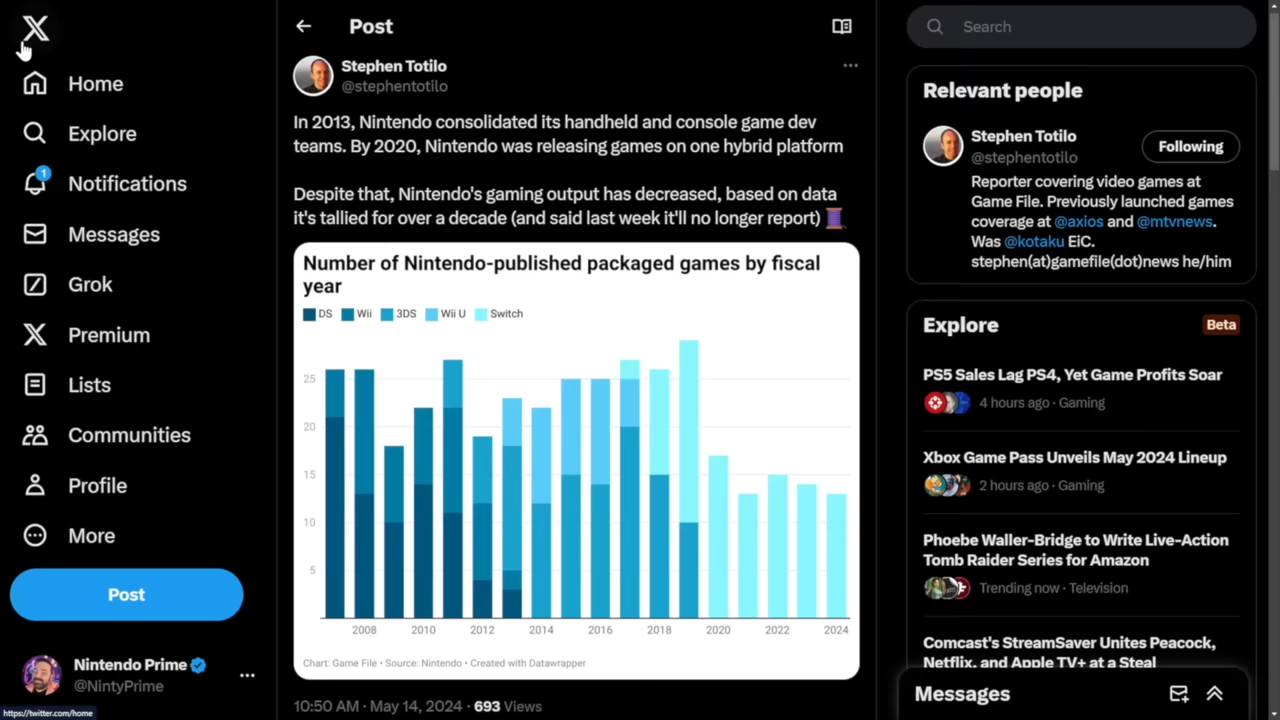 Home
Explore
1
Notifications
Messages
Grok
Premium
Lists
Communities
Profile
More
Post
Nintendo Prime
@NintyPrime
https://twitter.com/home
Post
Stephen Totilo
@stephentotilo
In 2013, Nintendo consolidated its handheld and console game dev
teams. By 2020, Nintendo was releasing games on one hybrid platform
Despite that, Nintendo's gaming output has decreased, based on data
it's tallied for over a decade (and said last week it'll no longer report)
Number of Nintendo-published packaged games by fiscal
year
DS Wii 3DS Wii U Switch
25
20
15
10
5
2008 2010 2012 2014 2016 2018 2020 2022 2024
Chart: Game File • Source: Nintendo • Created with Datawrapper
10:50 AM · May 14, 2024 · 693 Views
Search
Relevant people
Stephen Totilo
@stephentotilo
Following
Reporter covering video games at
Game File. Previously launched games
coverage at @axios and @mtvnews.
Was @kotaku EiC.
stephen(at)gamefile(dot)news he/him
Explore
Beta
PS5 Sales Lag PS4, Yet Game Profits Soar
4 hours ago · Gaming
Xbox Game Pass Unveils May 2024 Lineup
2 hours ago · Gaming
Phoebe Waller-Bridge to Write Live-Action
Tomb Raider Series for Amazon
Trending now · Television
Comcast's StreamSaver Unites Peacock,
Netflix, and Apple TV+ at a Steal
Messages